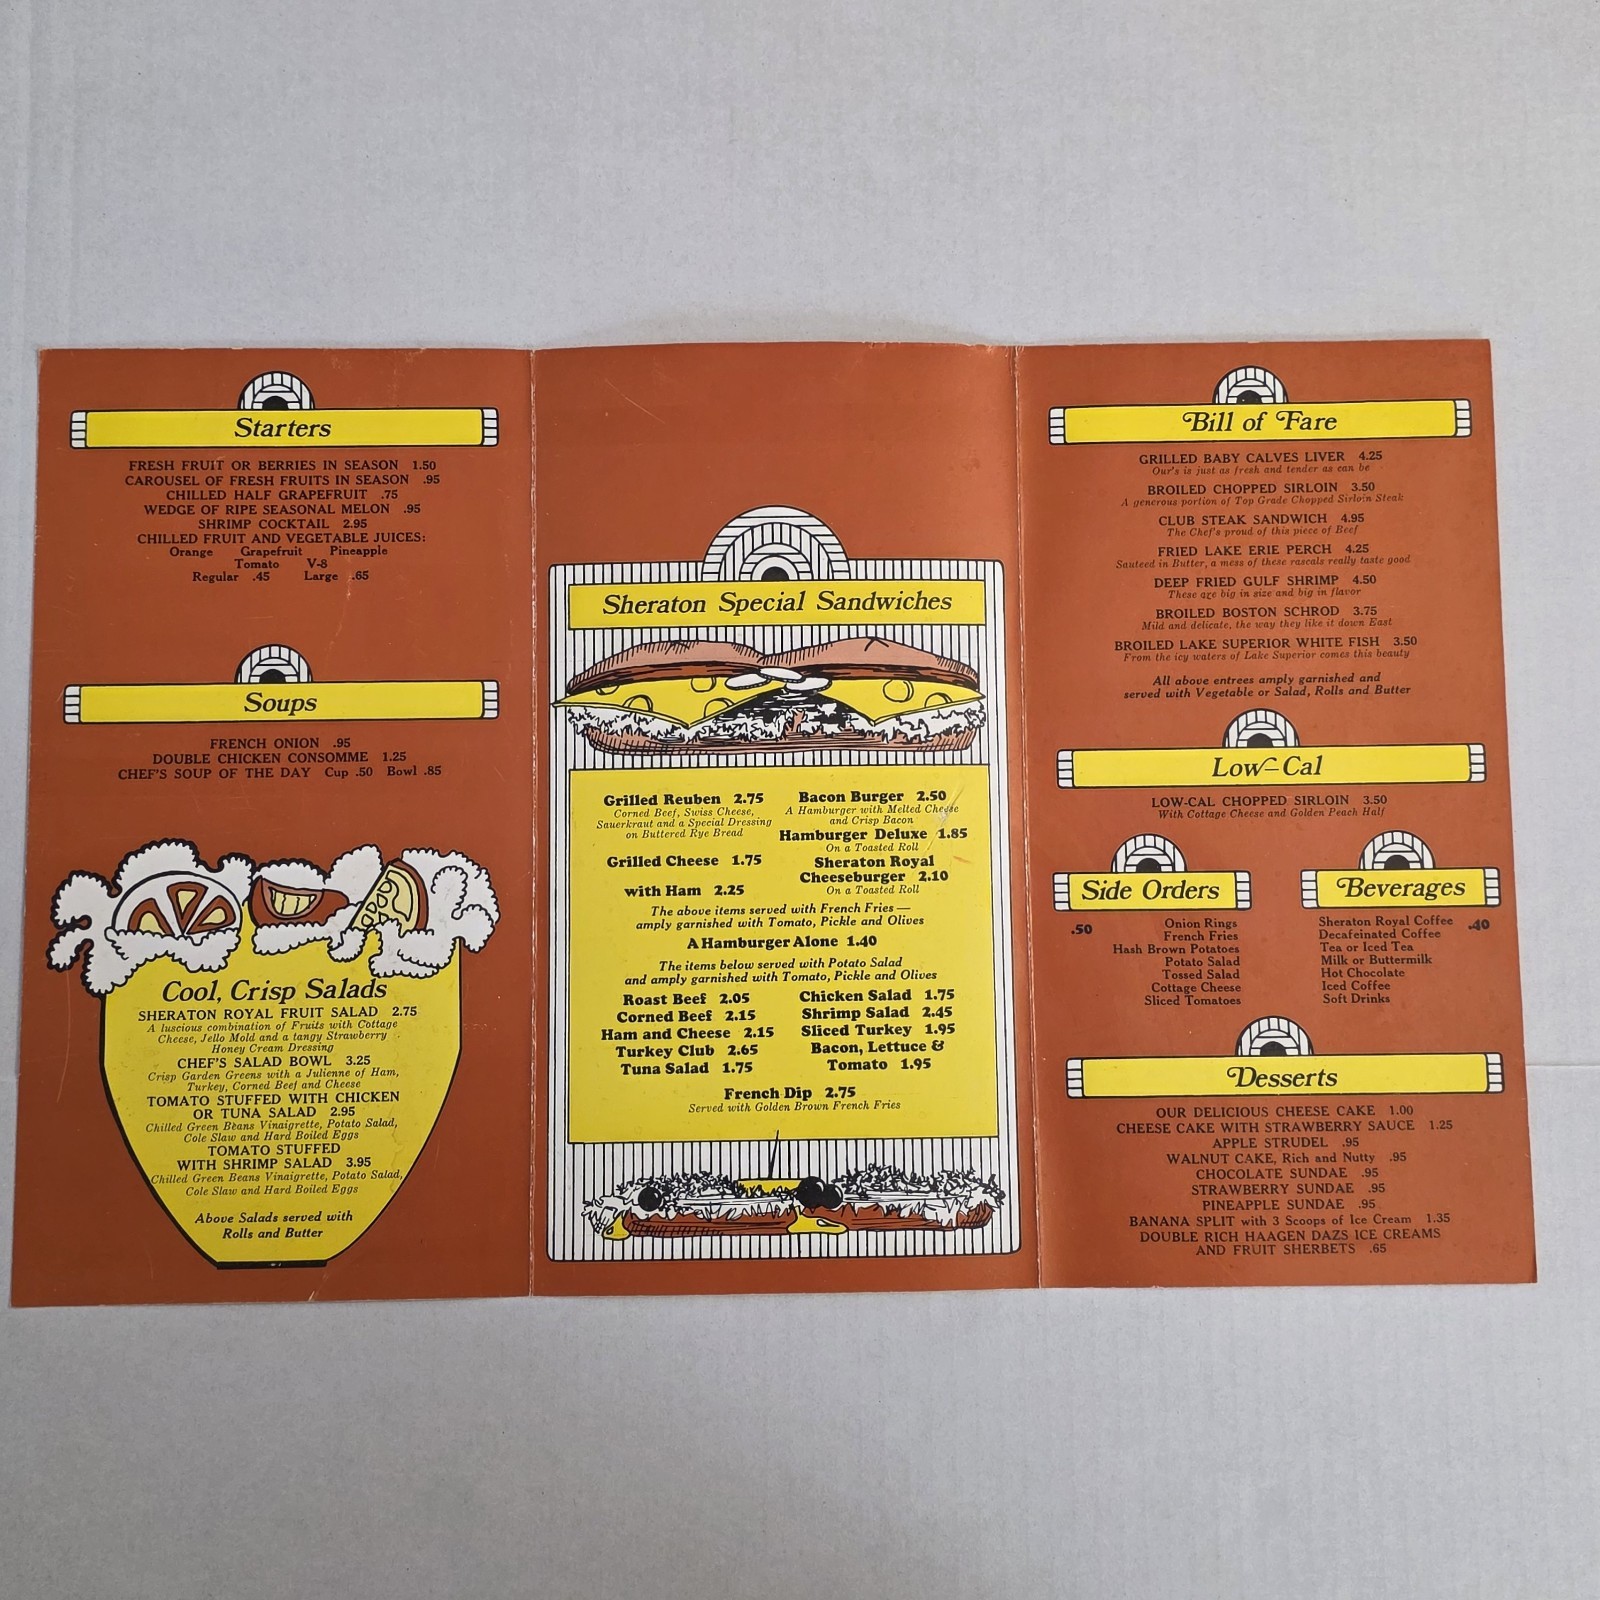 Starters
FRESH FRUIT OR BERRIES IN SEASON 1.50
CAROUSEL OF FRESH FRUITS IN SEASON .95
CHILLED HALF GRAPEFRUIT .75
WEDGE OF RIPE SEASONAL MELON .95
SHRIMP COCKTAIL 2.95
CHILLED FRUIT AND VEGETABLE JUICES:
Orange Grapefruit Pineapple
Tomato V-8
Regular .45 Large .65
Soups
FRENCH ONION .95
DOUBLE CHICKEN CONSOMME 1.25
CHEF'S SOUP OF THE DAY Cup .50 Bowl .85
Cool, Crisp Salads
SHERATON ROYAL FRUIT SALAD 2.75
A luscious combination of Fruits with Cottage
Cheese, Jello Mold and a tangy Strawberry
Honey Cream Dressing
CHEF'S SALAD BOWL 3.25
Crisp Garden Greens with a Julienne of Ham,
Turkey, Corned Beef and Cheese
TOMATO STUFFED WITH CHICKEN
OR TUNA SALAD 2.95
Chilled Green Beans Vinaigrette, Potato Salad,
Cole Slaw and Hard Boiled Eggs
TOMATO STUFFED
WITH SHRIMP SALAD 3.95
Chilled Green Beans Vinaigrette, Potato Salad,
Cole Slaw and Hard Boiled Eggs
Above Salads served with
Rolls and Butter
Sheraton Special Sandwiches
Grilled Reuben 2.75
Corned Beef, Swiss Cheese,
Sauerkraut and a Special Dressing
on Buttered Rye Bread
Grilled Cheese 1.75
with Ham 2.25
Bacon Burger 2.50
A Hamburger with Melted Cheese
and Crisp Bacon
Hamburger Deluxe 1.85
On a Toasted Roll
Sheraton Royal
Cheeseburger 2.10
On a Toasted Roll
The above items served with French Fries —
amply garnished with Tomato, Pickle and Olives
A Hamburger Alone 1.40
The items below served with Potato Salad
and amply garnished with Tomato, Pickle and Olives
Roast Beef 2.05
Corned Beef 2.15
Ham and Cheese 2.15
Turkey Club 2.65
Tuna Salad 1.75
Chicken Salad 1.75
Shrimp Salad 2.45
Sliced Turkey 1.95
Bacon, Lettuce &
Tomato 1.95
French Dip 2.75
Served with Golden Brown French Fries
Bill of Fare
GRILLED BABY CALVES LIVER 4.25
Our's is just as fresh and tender as can be
BROILED CHOPPED SIRLOIN 3.50
A generous portion of Top Grade Chopped Sirloin Steak
CLUB STEAK SANDWICH 4.95
The Chef's proud of this piece of Beef
FRIED LAKE ERIE PERCH 4.25
Sauteed in Butter, a mess of these rascals really taste good
DEEP FRIED GULF SHRIMP 4.50
These are big in size and big in flavor
BROILED BOSTON SCHROD 3.75
Mild and delicate, the way they like it down East
BROILED LAKE SUPERIOR WHITE FISH 3.50
From the icy waters of Lake Superior comes this beauty
All above entrees amply garnished and
served with Vegetable or Salad, Rolls and Butter
Low-Cal
LOW-CAL CHOPPED SIRLOIN 3.50
With Cottage Cheese and Golden Peach Half
Side Orders
.50
Onion Rings
French Fries
Hash Brown Potatoes
Potato Salad
Tossed Salad
Cottage Cheese
Sliced Tomatoes
Beverages
Sheraton Royal Coffee .40
Decafeinated Coffee
Tea or Iced Tea
Milk or Buttermilk
Hot Chocolate
Iced Coffee
Soft Drinks
Desserts
OUR DELICIOUS CHEESE CAKE 1.00
CHEESE CAKE WITH STRAWBERRY SAUCE 1.25
APPLE STRUDEL .95
WALNUT CAKE, Rich and Nutty .95
CHOCOLATE SUNDAE .95
STRAWBERRY SUNDAE .95
PINEAPPLE SUNDAE .95
BANANA SPLIT with 3 Scoops of Ice Cream 1.35
DOUBLE RICH HAAGEN DAZS ICE CREAMS
AND FRUIT SHERBETS .65